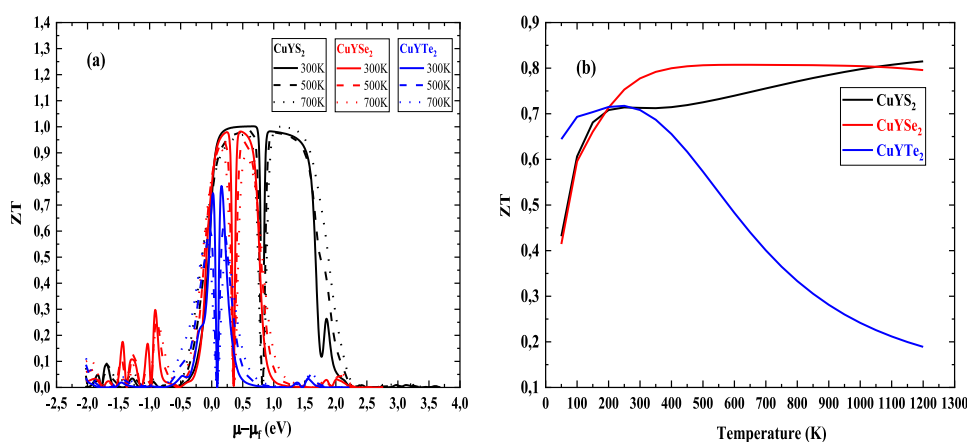 (a)
CuYS2 CuYSe2 CuYTe2
300K 300K 300K
500K 500K 500K
700K 700K 700K
1,4
1,3
1,2
1,1
1,0
0,9
0,8
0,7
0,6
0,5
0,4
0,3
0,2
0,1
0,0
ZT
-2,5 -2,0 -1,5 -1,0 -0,5 0,0 0,5 1,0 1,5 2,0 2,5 3,0 3,5 4,0
μ−μf (eV)
(b)
0,9
0,8
0,7
0,6
0,5
0,4
0,3
0,2
0,1
ZT
CuYS2
CuYSe2
CuYTe2
0 100 200 300 400 500 600 700 800 900 1000 1100 1200 1300
Temperature (K)